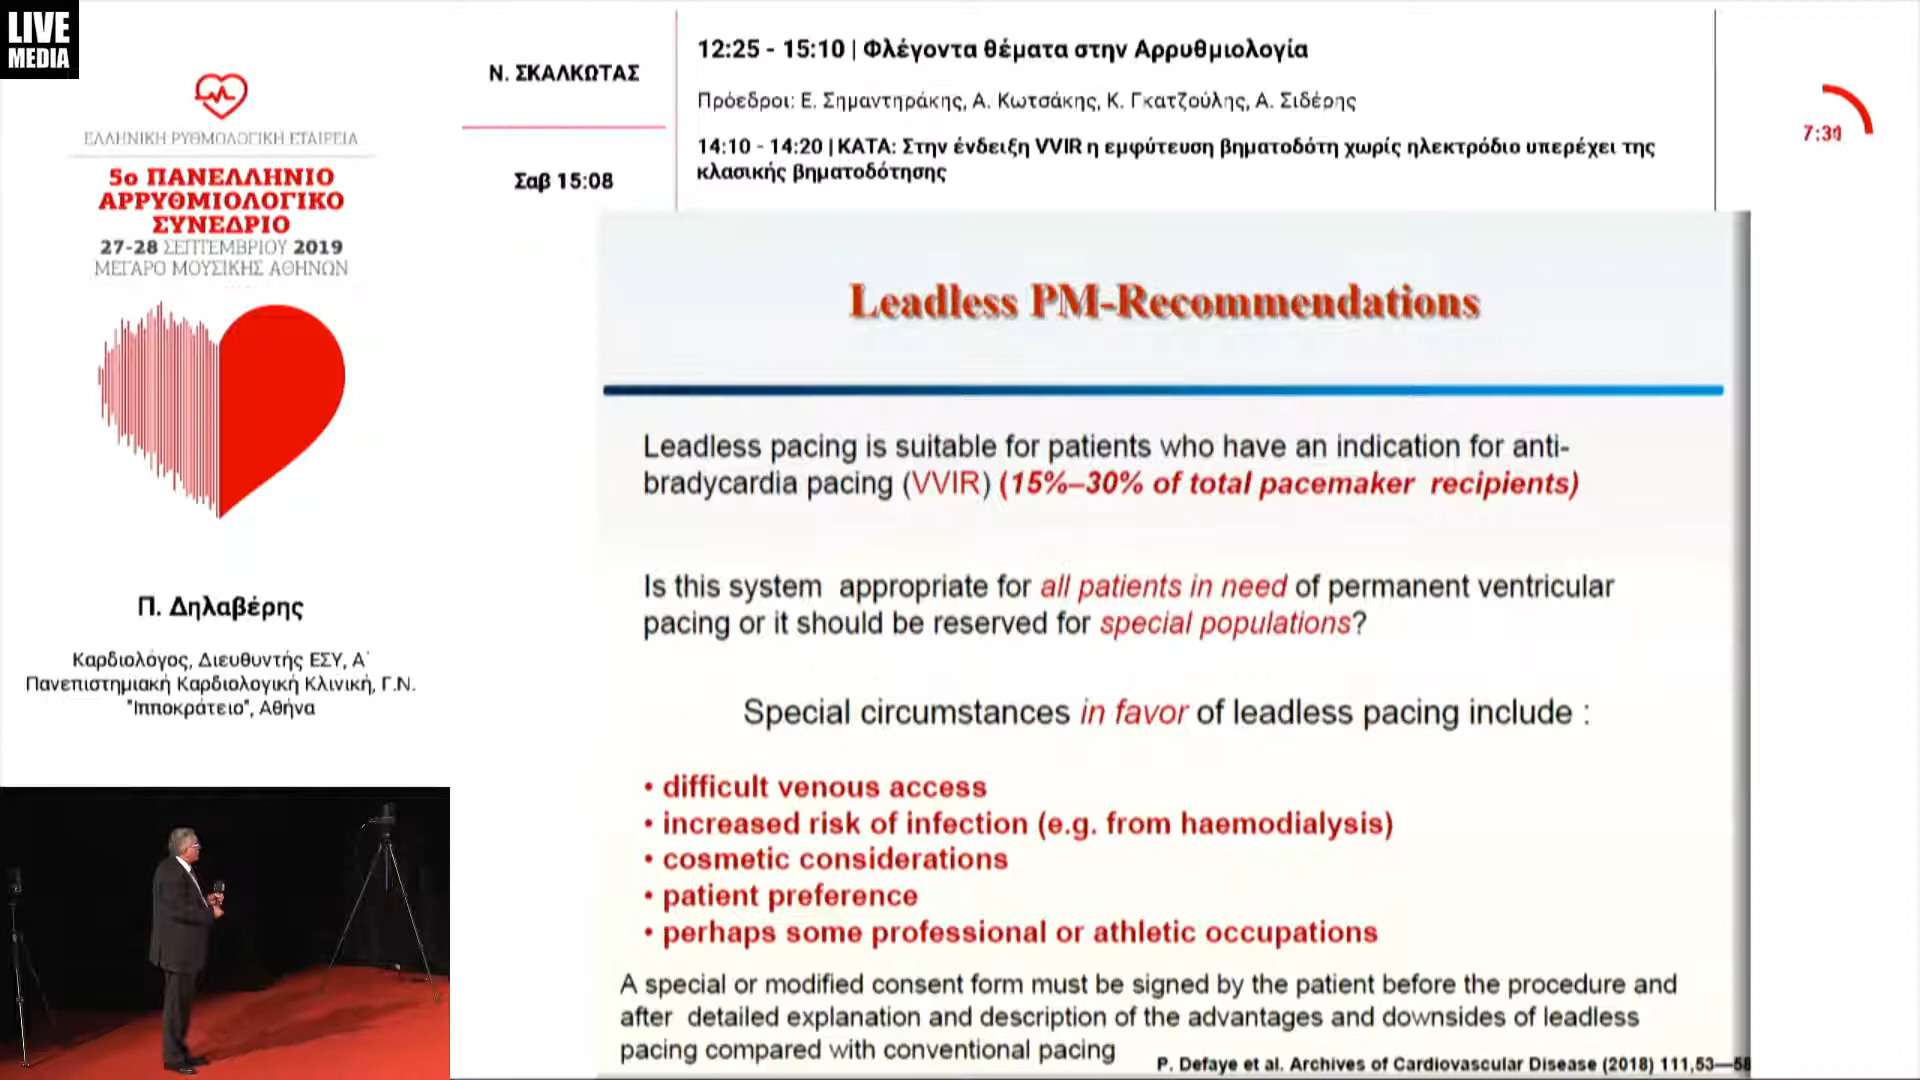 LIVE
MEDIA
ΕΛΛΗΝΙΚΗ ΡΥΘΜΟΛΟΓΙΚΗ ΕΤΑΙΡΕΙΑ
5ο ΠΑΝΕΛΛΗΝΙΟ
ΑΡΡΥΘΜΙΟΛΟΓΙΚΟ
ΣΥΝΕΔΡΙΟ
27-28 ΣΕΠΤΕΜΒΡΙΟΥ 2019
ΜΕΓΑΡΟ ΜΟΥΣΙΚΗΣ ΑΘΗΝΩΝ
Π. Δηλαβέρης
Καρδιολόγος, Διευθυντής ΕΣΥ, Α΄
Πανεπιστημιακή Καρδιολογική Κλινική, Γ.Ν.
"Ιπποκράτειο", Αθήνα
Ν. ΣΚΑΛΚΩΤΑΣ
Σαβ 15:08
12:25 - 15:10 | Φλέγοντα θέματα στην Αρρυθμιολογία
Πρόεδροι: Ε. Σημαντηράκης, Α. Κωτσάκης, Κ. Γκατζούλης, Α. Σιδέρης
14:10 - 14:20 | ΚΑΤΑ: Στην ένδειξη VVIR η εμφύτευση βηματοδότη χωρίς ηλεκτρόδιο υπερέχει της
κλασικής βηματοδότησης
Leadless PM-Recommendations
Leadless pacing is suitable for patients who have an indication for anti-
bradycardia pacing (VVIR) (15%–30% of total pacemaker recipients)
Is this system appropriate for all patients in need of permanent ventricular
pacing or it should be reserved for special populations?
Special circumstances in favor of leadless pacing include :
• difficult venous access
• increased risk of infection (e.g. from haemodialysis)
• cosmetic considerations
• patient preference
• perhaps some professional or athletic occupations
A special or modified consent form must be signed by the patient before the procedure and
after detailed explanation and description of the advantages and downsides of leadless
pacing compared with conventional pacing
P. Defaye et al. Archives of Cardiovascular Disease (2018) 111,53—58